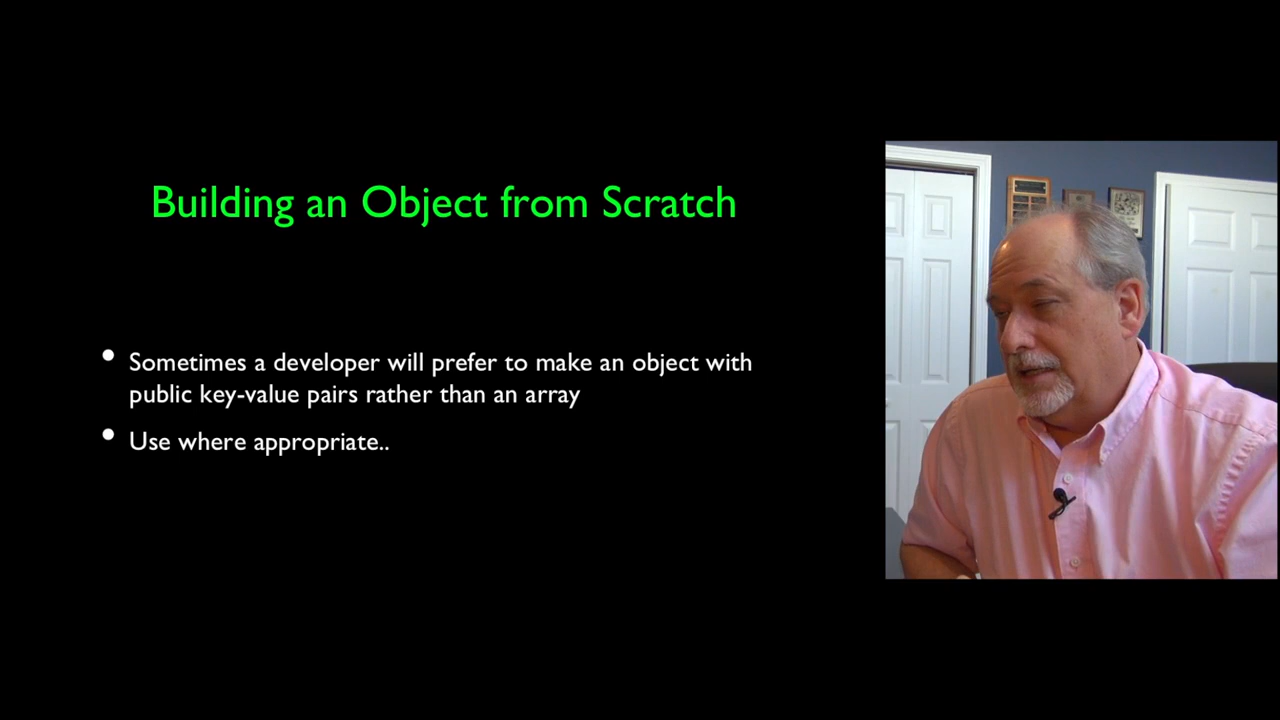 Building an Object from Scratch
Sometimes a developer will prefer to make an object with
public key-value pairs rather than an array
Use where appropriate..